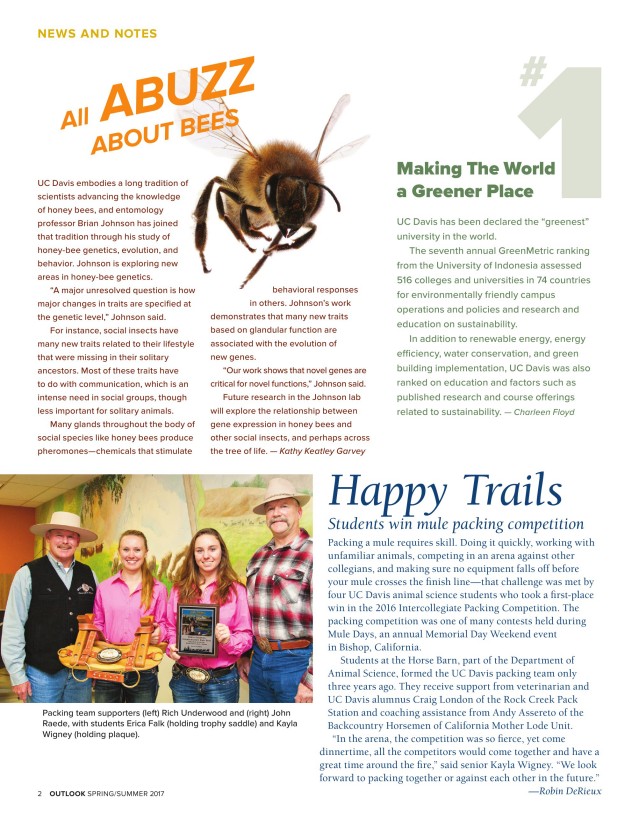 NEWS AND NOTES
All ABUZZ
ABOUT BEES
UC Davis embodies a long tradition of
scientists advancing the knowledge
of honey bees, and entomology
professor Brian Johnson has joined
that tradition through his study of
honey-bee genetics, evolution, and
behavior. Johnson is exploring new
areas in honey-bee genetics.
“A major unresolved question is how
major changes in traits are specified at
the genetic level,” Johnson said.
For instance, social insects have
many new traits related to their lifestyle
that were missing in their solitary
ancestors. Most of these traits have
to do with communication, which is an
intense need in social groups, though
less important for solitary animals.
Many glands throughout the body of
social species like honey bees produce
pheromones—chemicals that stimulate
behavioral responses
in others. Johnson’s work
demonstrates that many new traits
based on glandular function are
associated with the evolution of
new genes.
“Our work shows that novel genes are
critical for novel functions,” Johnson said.
Future research in the Johnson lab
will explore the relationship between
gene expression in honey bees and
other social insects, and perhaps across
the tree of life. — Kathy Keatley Garvey
#1
Making The World
a Greener Place
UC Davis has been declared the “greenest”
university in the world.
The seventh annual GreenMetric ranking
from the University of Indonesia assessed
516 colleges and universities in 74 countries
for environmentally friendly campus
operations and policies and research and
education on sustainability.
In addition to renewable energy, energy
efficiency, water conservation, and green
building implementation, UC Davis was also
ranked on education and factors such as
published research and course offerings
related to sustainability. — Charleen Floyd
Happy Trails
Students win mule packing competition
Packing a mule requires skill. Doing it quickly, working with
unfamiliar animals, competing in an arena against other
collegians, and making sure no equipment falls off before
your mule crosses the finish line—that challenge was met by
four UC Davis animal science students who took a first-place
win in the 2016 Intercollegiate Packing Competition. The
packing competition was one of many contests held during
Mule Days, an annual Memorial Day Weekend event
in Bishop, California.
Students at the Horse Barn, part of the Department of
Animal Science, formed the UC Davis packing team only
three years ago. They receive support from veterinarian and
UC Davis alumnus Craig London of the Rock Creek Pack
Station and coaching assistance from Andy Assereto of the
Backcountry Horsemen of California Mother Lode Unit.
“In the arena, the competition was so fierce, yet come
dinnertime, all the competitors would come together and have a
great time around the fire,” said senior Kayla Wigney. “We look
forward to packing together or against each other in the future.”
—Robin DeRieux
Packing team supporters (left) Rich Underwood and (right) John
Raede, with students Erica Falk (holding trophy saddle) and Kayla
Wigney (holding plaque).
2 OUTLOOK SPRING/SUMMER 2017